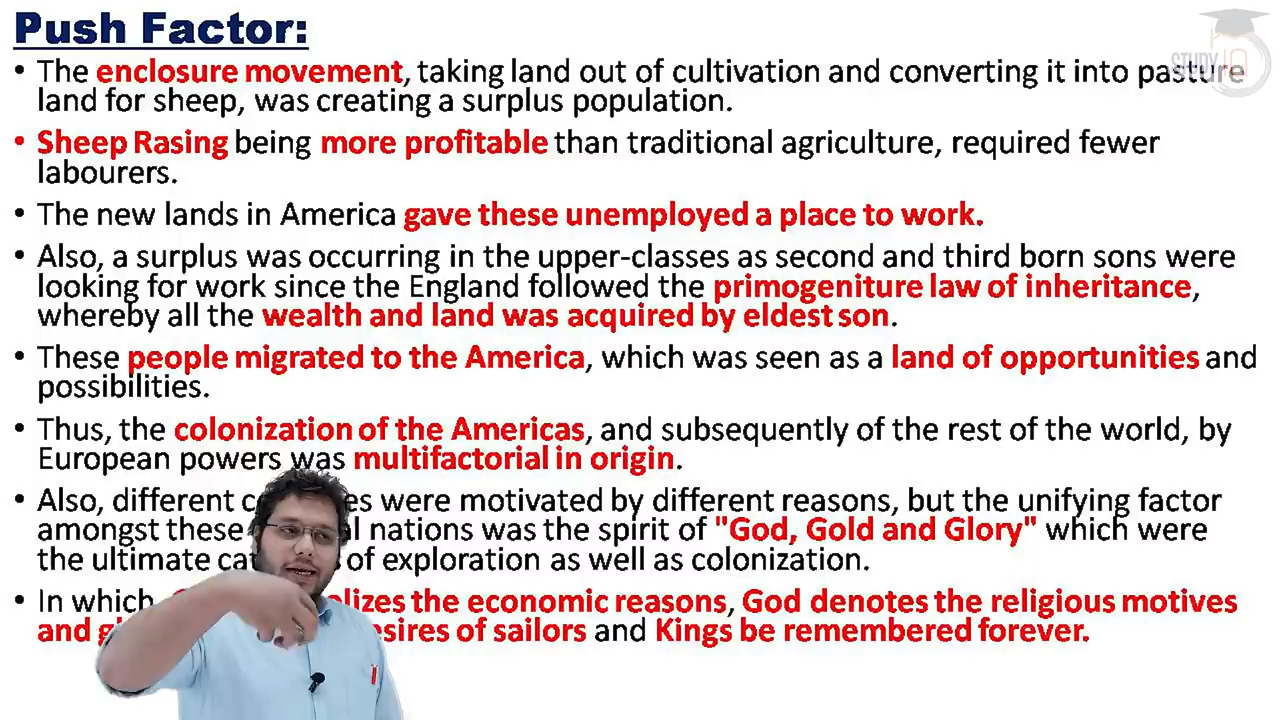 Push Factor:
• The enclosure movement, taking land out of cultivation and converting it into pasture
land for sheep, was creating a surplus population.
• Sheep Rasing being more profitable than traditional agriculture, required fewer
labourers.
• The new lands in America gave these unemployed a place to work.
• Also, a surplus was occurring in the upper-classes as second and third born sons were
looking for work since the England followed the primogeniture law of inheritance,
whereby all the wealth and land was acquired by eldest son.
• These people migrated to the America, which was seen as a land of opportunities and
possibilities.
• Thus, the colonization of the Americas, and subsequently of the rest of the world, by
European powers was multifactorial in origin.
• Also, different were motivated by different reasons, but the unifying factor
amongst these nations was the spirit of "God, Gold and Glory" which were
the ultimate of exploration as well as colonization.
• In which, the economic reasons, God denotes the religious motives
and of sailors and Kings be remembered forever.
STUDY IQ